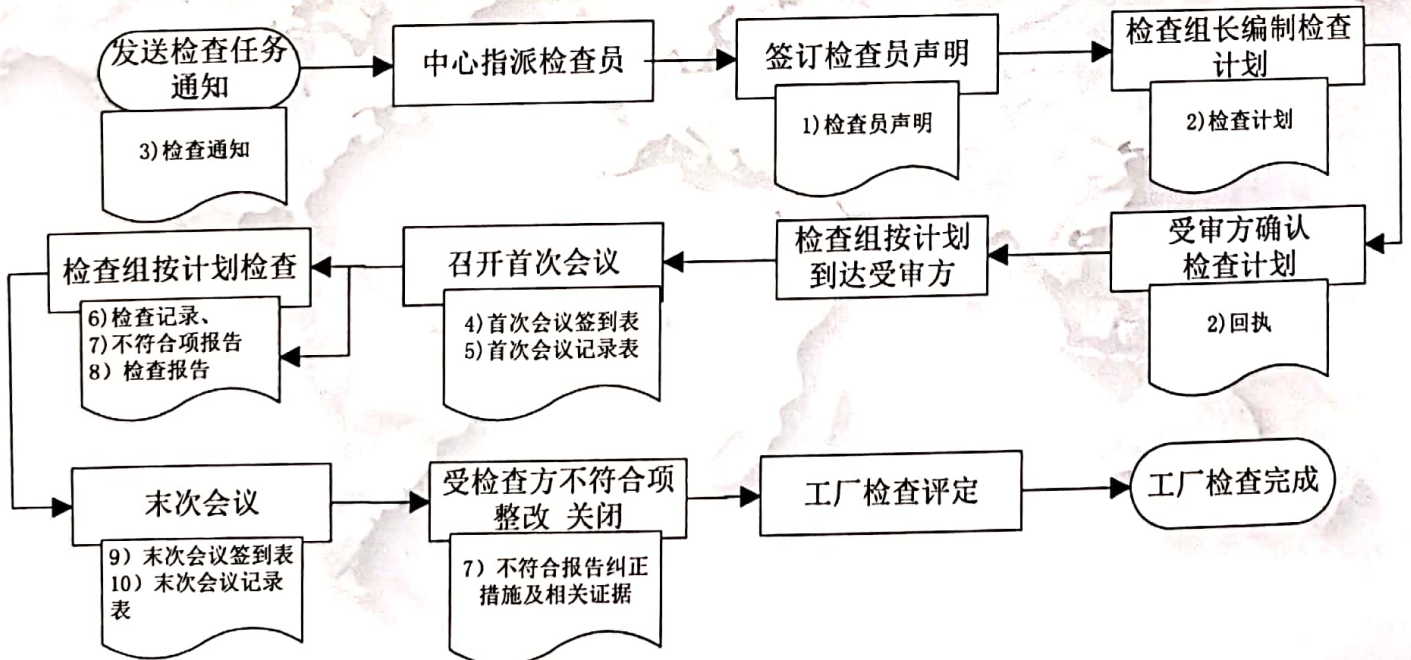 发送检查任务
通知
3)检查通知
中心指派检查员
签订检查员声明
1)检查员声明
检查组长编制检查
计划
2)检查计划
受审方确认
检查计划
2)回执
检查组按计划
到达受审方
召开首次会议
4)首次会议签到表
5)首次会议记录表
检查组按计划检查
6)检查记录、
7)不符合项报告
8）检查报告
末次会议
9）末次会议签到表
10）末次会议记录
表
受检查方不符合项
整改 关闭
7）不符合报告纠正
措施及相关证据
工厂检查评定
工厂检查完成